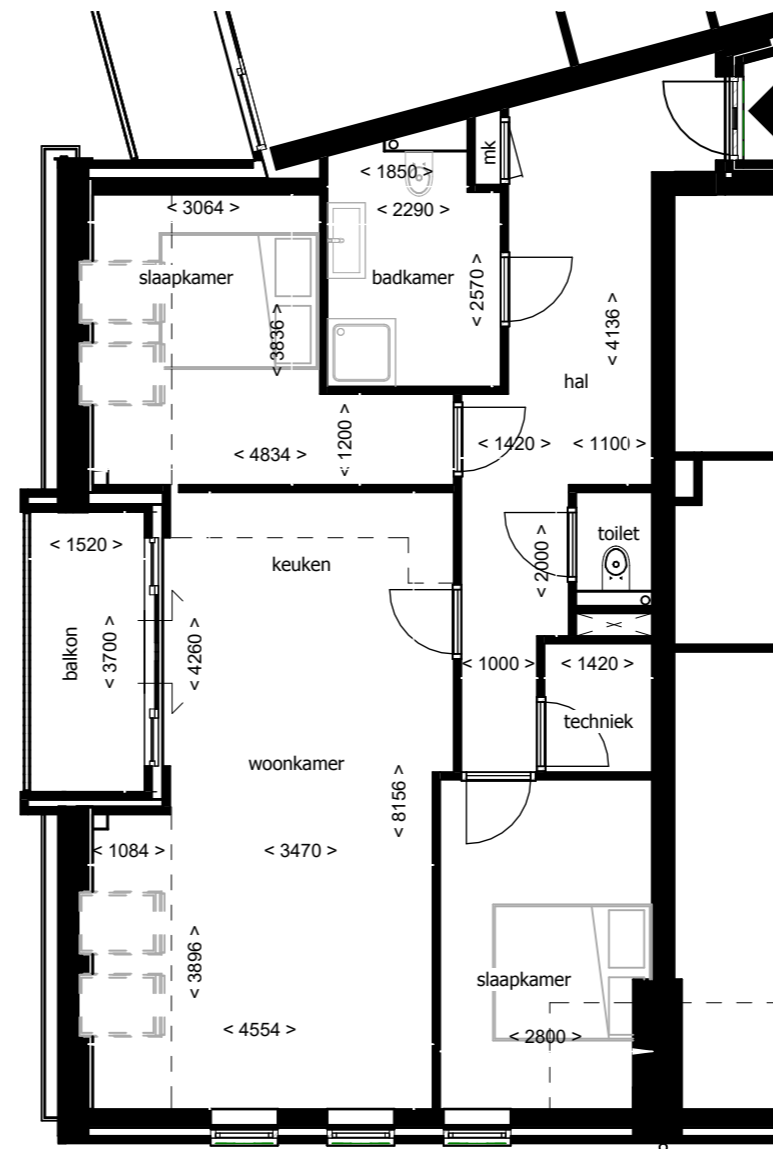 mk
< 1850 >
< 3064 >
< 2290 >
slaapkamer
badkamer
< 2570 >
< 3836 >
< 4136 >
hal
< 1200 >
< 4834 >
< 1420 >
< 1100 >
toilet
< 1520 >
keuken
< 2000 >
balkon
< 3700 >
< 4260 >
< 1000 >
< 1420 >
techniek
woonkamer
< 8156 >
< 1084 >
< 3470 >
< 3896 >
slaapkamer
< 4554 >
< 2800 >